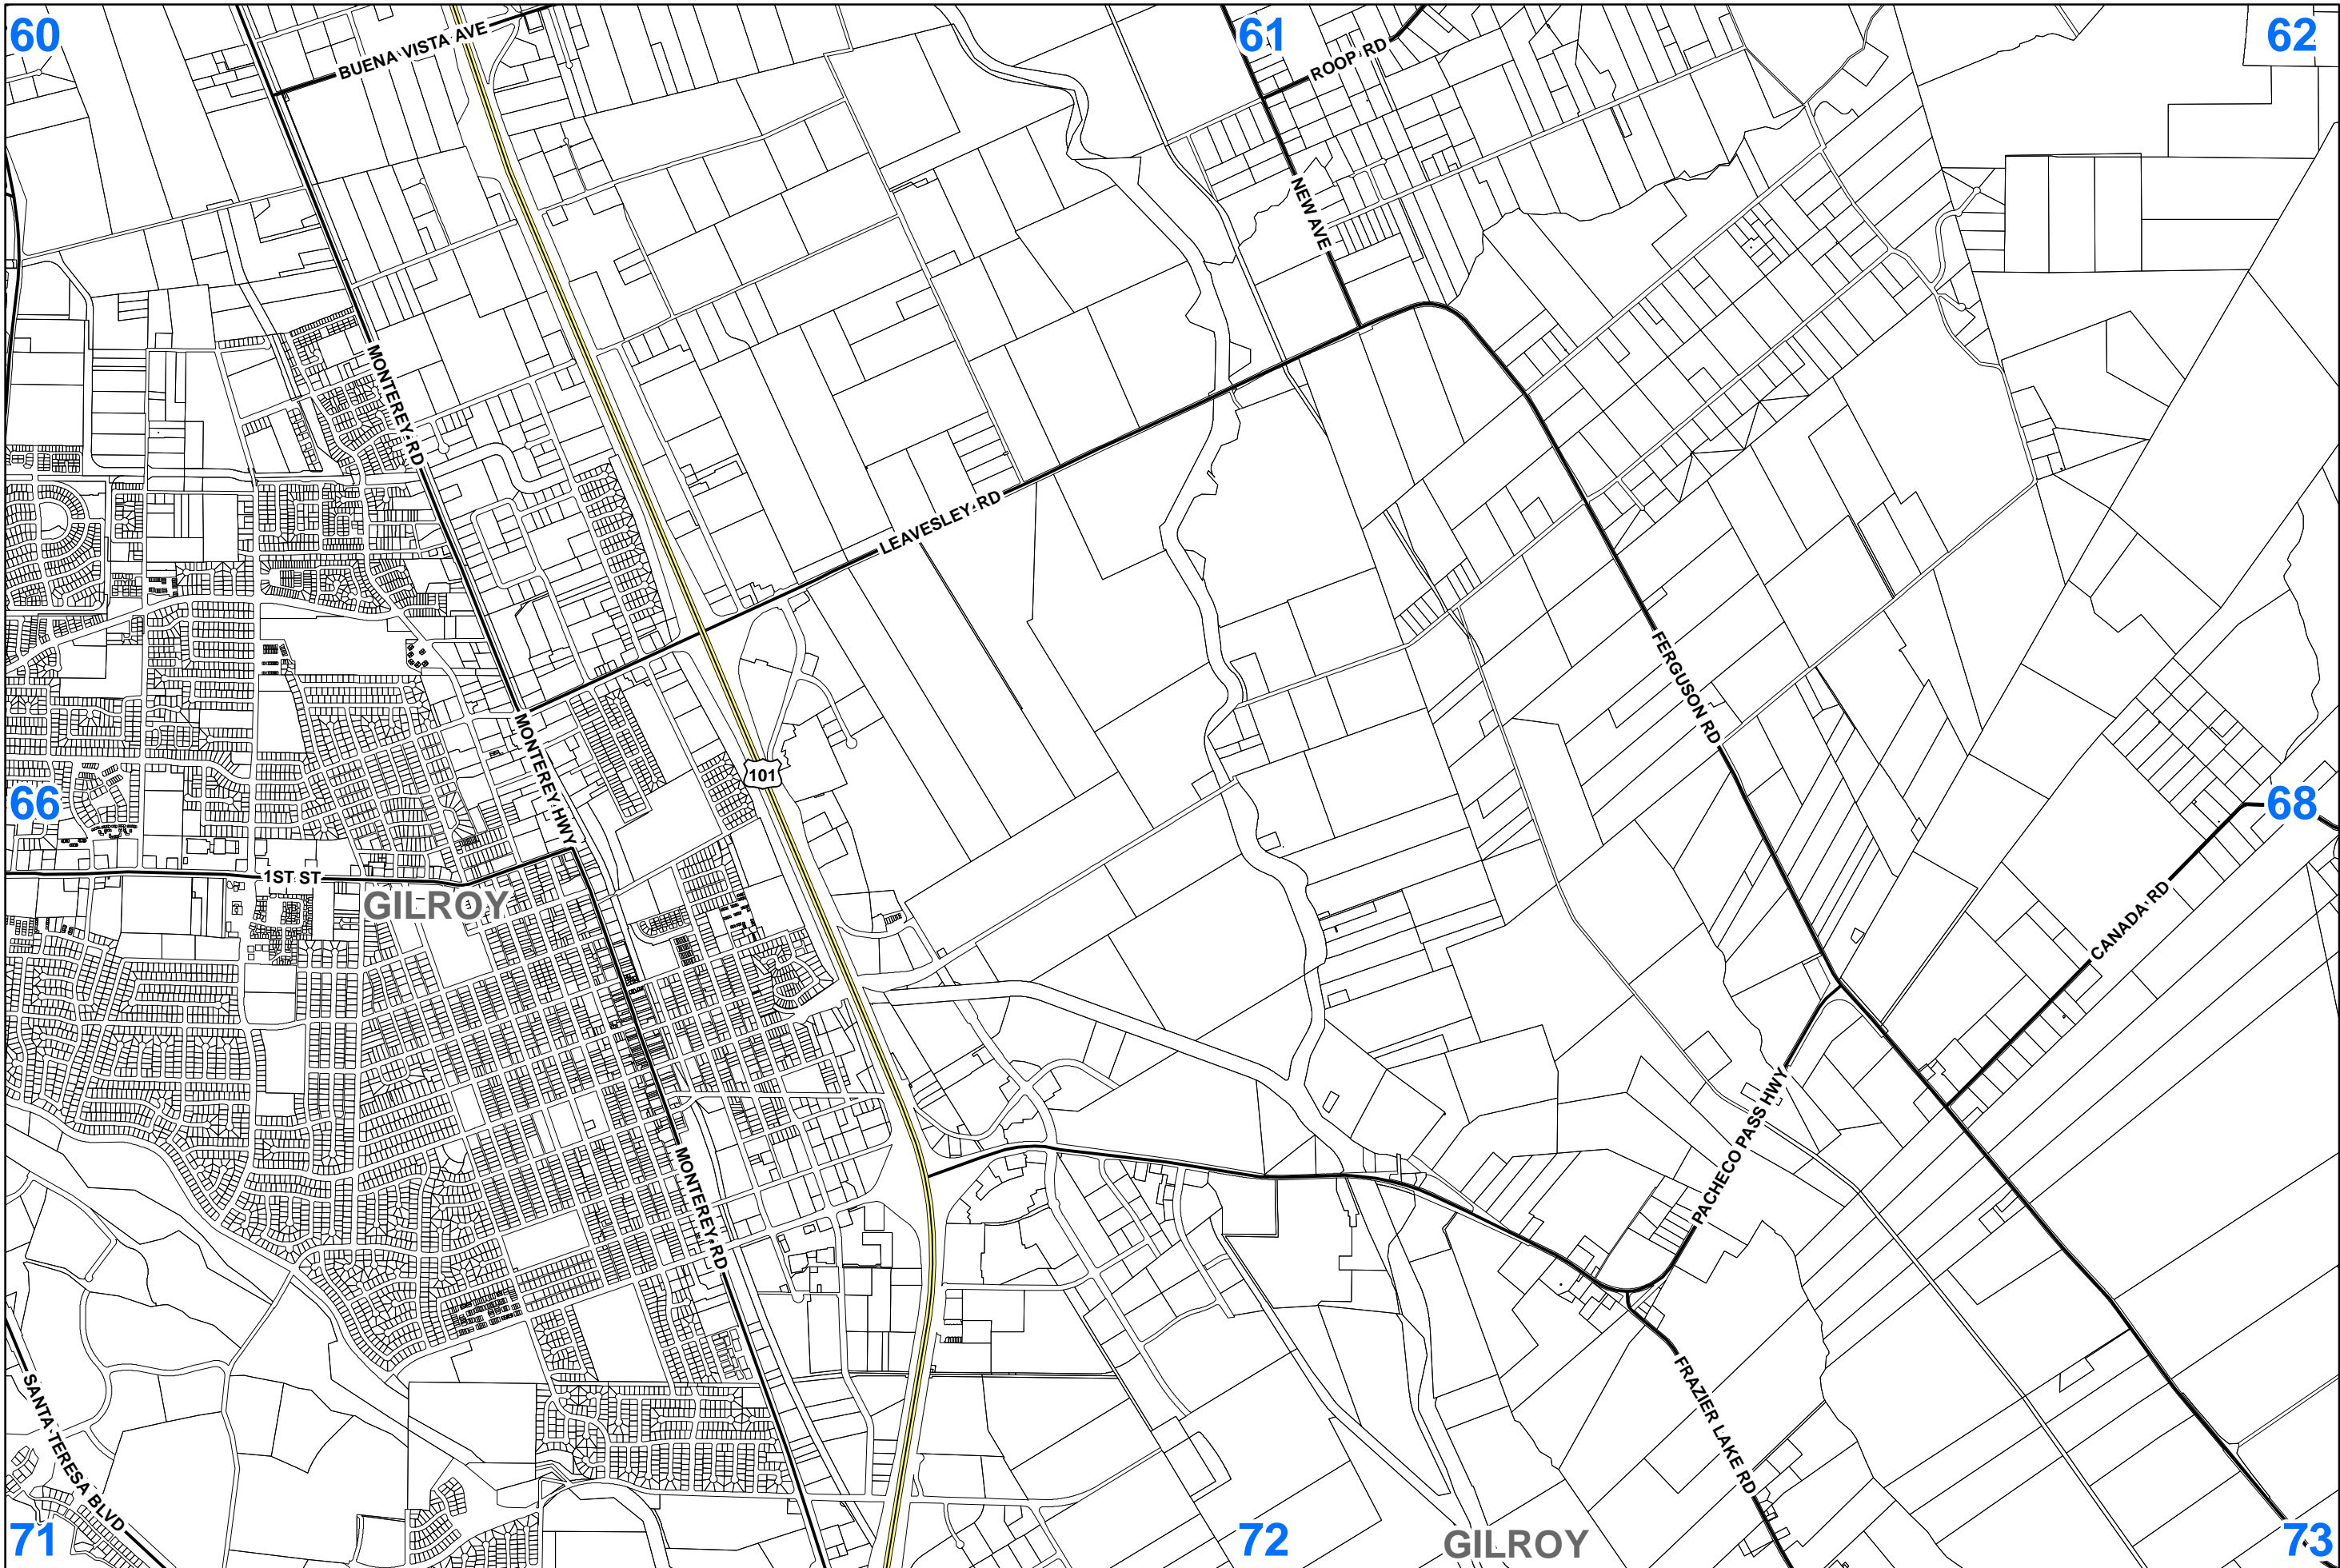 60
61
62
BUENA VISTA AVE
ROOP RD
NEW AVE
MONTEREY RD
LEAVESLEY RD
FERGUSON RD
MONTEREY HWY
101
66
68
1ST ST
GILROY
CANADA RD
PACHECO PASS HWY
MONTEREY RD
SANTA TERESA BLVD
FRAZIER LAKE RD
71
72
GILROY
73